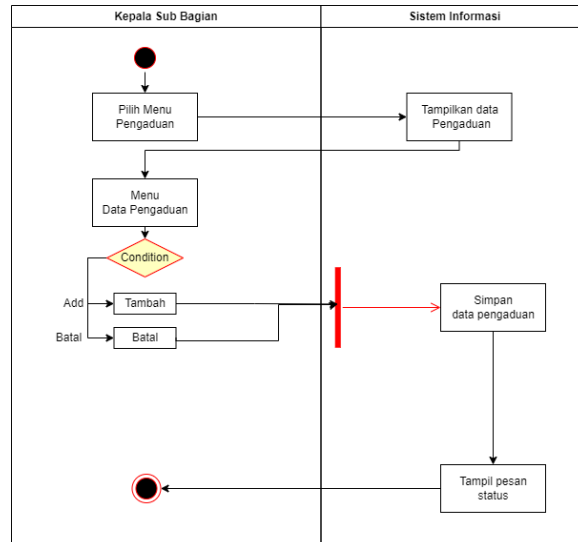 Kepala Sub Bagian
Sistem Informasi
Pilih Menu
Pengaduan
Tampilkan data
Pengaduan
Menu
Data Pengaduan
Condition
Add
Tambah
Simpan
data pengaduan
Batal
Batal
Tampil pesan
status